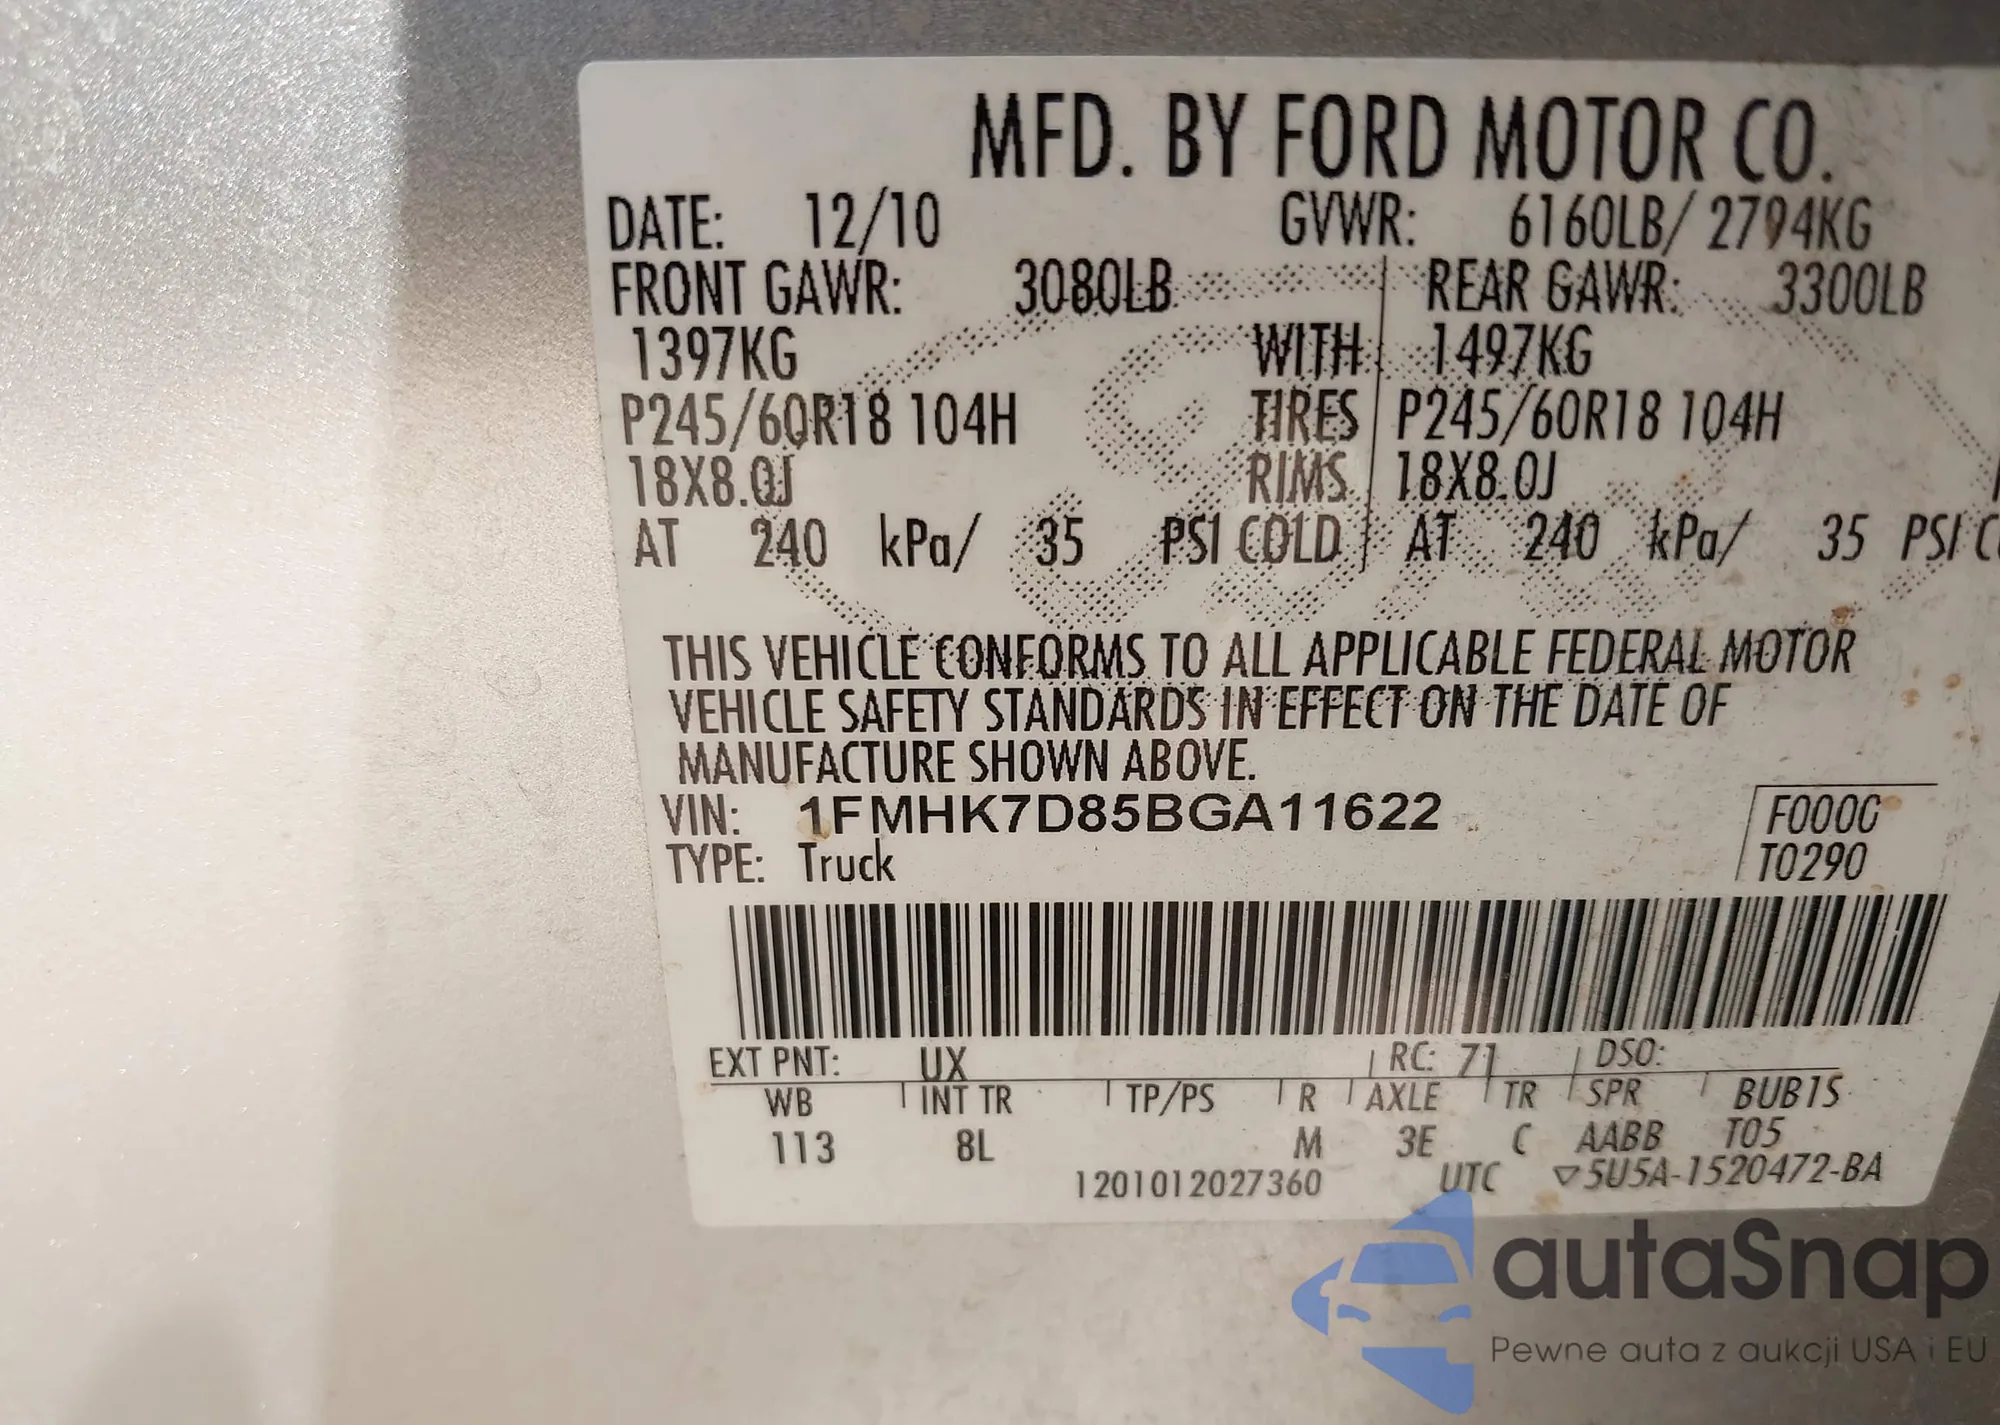 MFD. BY FORD MOTOR CO.
DATE: 12/10 GVWR: 6160LB/ 2794KG
FRONT GAWR: 3080LB REAR GAWR: 3300LB
1397KG WITH 1497KG
P245/60R18 104H TIRES P245/60R18 104H
18X8.0J RIMS 18X8.0J
AT 240 kPa/ 35 PSI COLD AT 240 kPa/ 35 PSI
THIS VEHICLE CONFORMS TO ALL APPLICABLE FEDERAL MOTOR
VEHICLE SAFETY STANDARDS IN EFFECT ON THE DATE OF
MANUFACTURE SHOWN ABOVE.
VIN: 1FMHK7D85BGA11622 F000C
TYPE: Truck T0290
EXT PNT: UX RC: 71 DSO:
WB INT TR TP/PS R AXLE TR SPR BUB1S
113 8L M 3E C AABB T05
1201012027360 UTC ▽5U5A-1520472-BA
autaSnap
Pewne auta z aukcji USA i EU